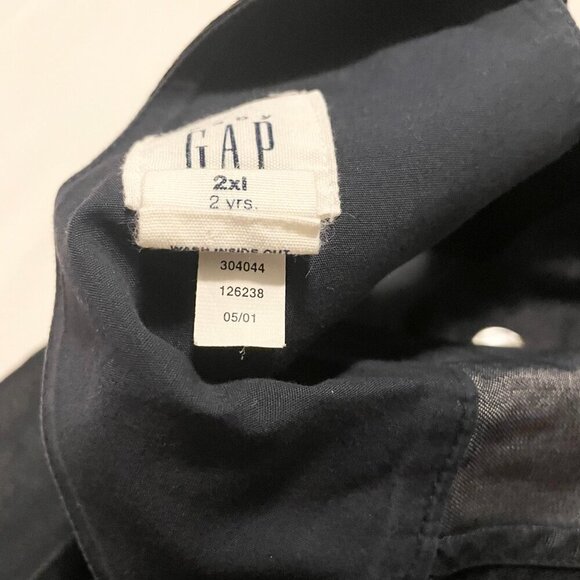 GAP
2xl
2 yrs.
WASH INSIDE OUT
304044
126238
05/01